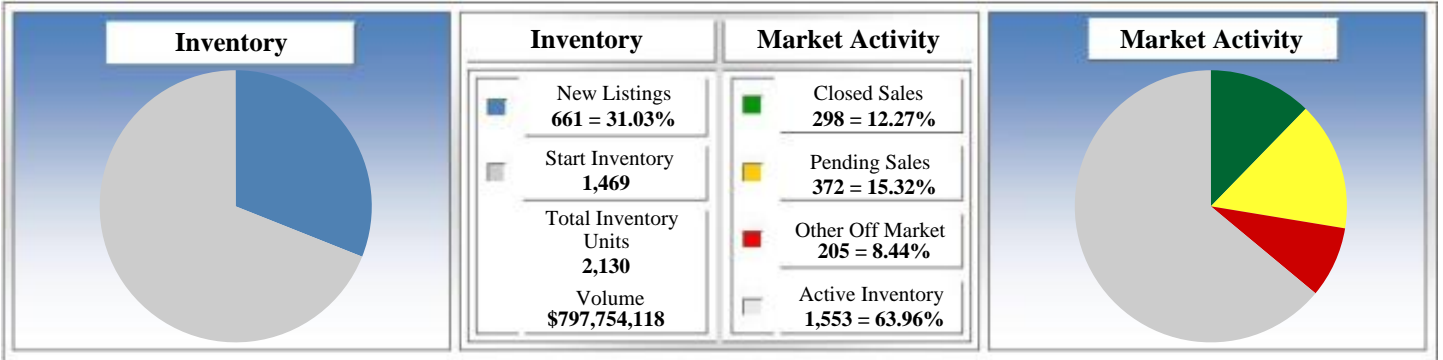 Inventory
Inventory
Market Activity
New Listings
661 = 31.03%
Start Inventory
1,469
Total Inventory
Units
2,130
Volume
$797,754,118
Closed Sales
298 = 12.27%
Pending Sales
372 = 15.32%
Other Off Market
205 = 8.44%
Active Inventory
1,553 = 63.96%
Market Activity